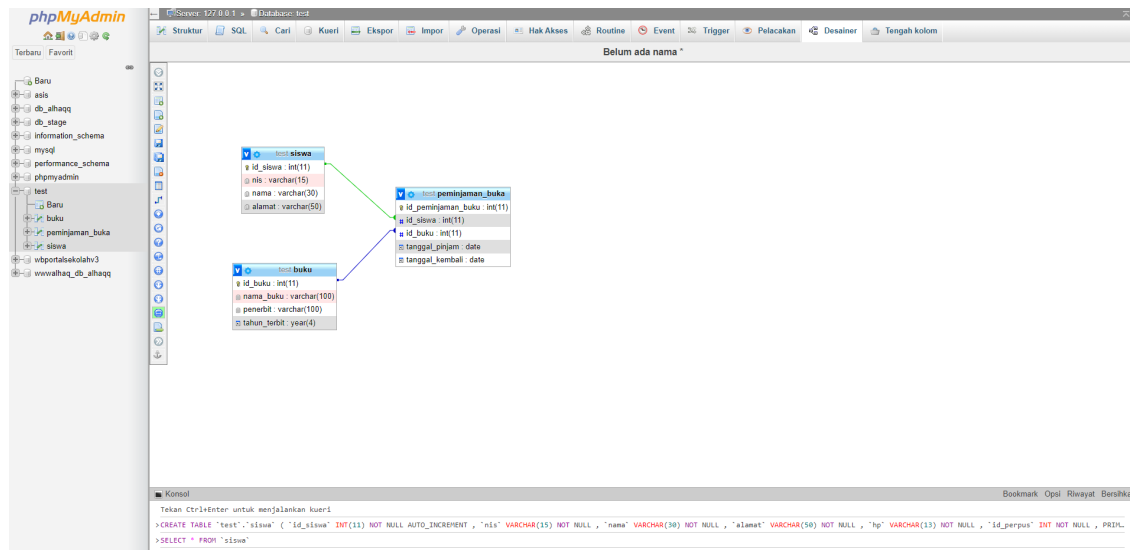 phpMyAdmin
Terbaru Favorit
Baru
asis
db_alhaqq
db_stage
information_schema
mysql
performance_schema
phpmyadmin
test
Baru
buku
peminjaman_buka
siswa
wbportalsekolahv3
wwwalhaq_db_alhaqq
Server: 127.0.0.1 » Database: test
Struktur SQL Cari Kueri Ekspor Impor Operasi Hak Akses Routine Event Trigger Pelacakan Desainer Tengah kolom
Belum ada nama *
v test siswa
id_siswa : int(11)
nis : varchar(15)
nama : varchar(30)
alamat : varchar(50)
v test peminjaman_buka
id_peminjaman_buku : int(11)
# id_siswa : int(11)
# id_buku : int(11)
tanggal_pinjam : date
tanggal_kembali : date
v test buku
id_buku : int(11)
nama_buku : varchar(100)
penerbit : varchar(100)
tahun_terbit : year(4)
Konsol Bookmark Opsi Riwayat Bersihka
Tekan Ctrl+Enter untuk menjalankan kueri
>CREATE TABLE `test`.`siswa` ( `id_siswa` INT(11) NOT NULL AUTO_INCREMENT , `nis` VARCHAR(15) NOT NULL , `nama` VARCHAR(30) NOT NULL , `alamat` VARCHAR(50) NOT NULL , `hp` VARCHAR(13) NOT NULL , `id_perpus` INT NOT NULL , PRIM…
>SELECT * FROM `siswa`